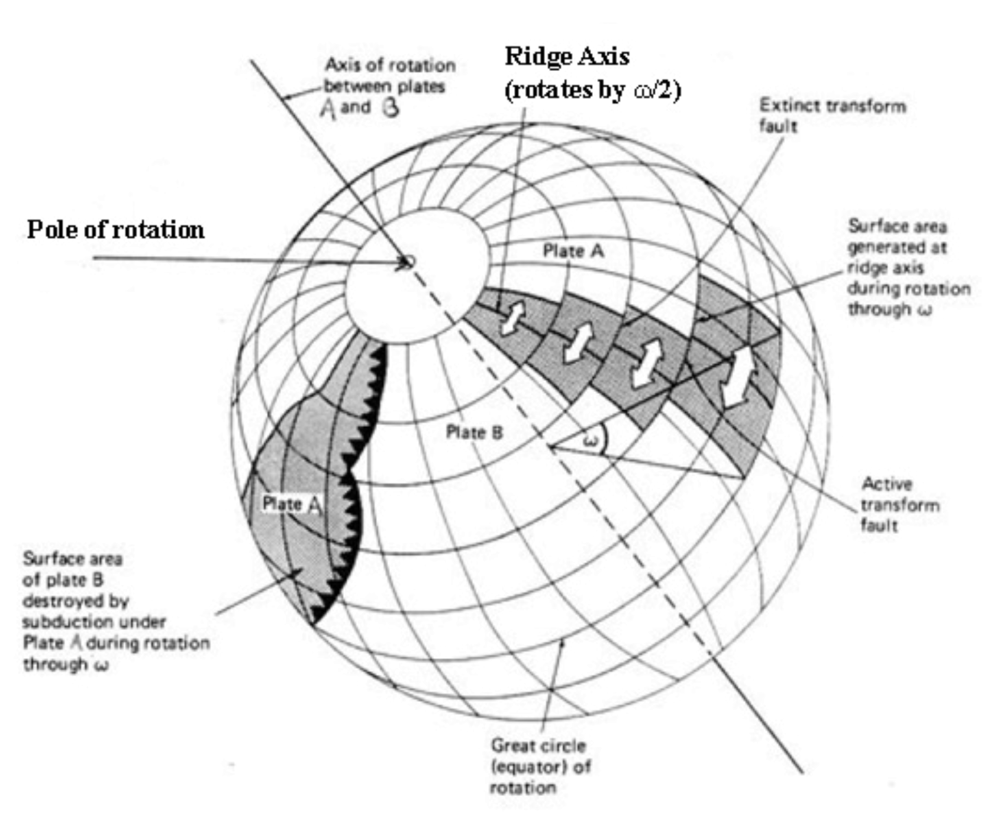 Axis of rotation
between plates
A and B
Ridge Axis
(rotates by ω/2)
Extinct transform
fault
Pole of rotation
Plate A
Surface area
generated at
ridge axis
during rotation
through ω
Plate B
ω
Plate A
Active
transform
fault
Surface area
of plate B
destroyed by
subduction under
Plate A during rotation
through ω
Great circle
(equator) of
rotation